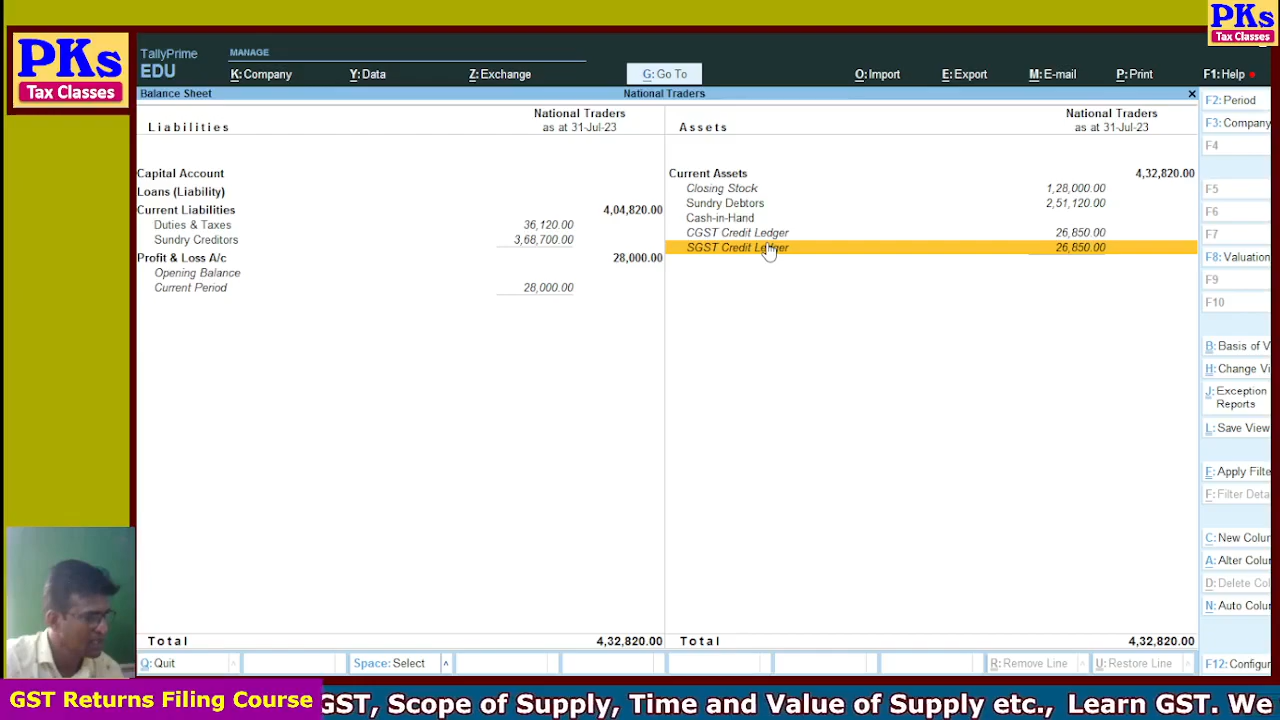 PKs
Tax Classes
PKs
Tax Classes
TallyPrime
EDU
MANAGE
K: Company
Y: Data
Z: Exchange
G: Go To
O: Import
E: Export
M: E-mail
P: Print
F1: Help
Balance Sheet
National Traders
×
Liabilities
National Traders
as at 31-Jul-23
Assets
National Traders
as at 31-Jul-23
Capital Account
Loans (Liability)
Current Liabilities 4,04,820.00
Duties & Taxes 36,120.00
Sundry Creditors 3,68,700.00
Profit & Loss A/c 28,000.00
Opening Balance
Current Period 28,000.00
Current Assets 4,32,820.00
Closing Stock 1,28,000.00
Sundry Debtors 2,51,120.00
Cash-in-Hand
CGST Credit Ledger 26,850.00
SGST Credit Ledger 26,850.00
Total 4,32,820.00
Total 4,32,820.00
F2: Period
F3: Company
F4
F5
F6
F7
F8: Valuation
F9
F10
B: Basis of V
H: Change Vi
J: Exception
Reports
L: Save View
E: Apply Filte
F: Filter Deta
C: New Colur
A: Alter Colu
D: Delete Col
N: Auto Colur
F12: Configur
Q: Quit
Space: Select
R: Remove Line
U: Restore Line
GST Returns Filing Course
GST, Scope of Supply, Time and Value of Supply etc., Learn GST. We